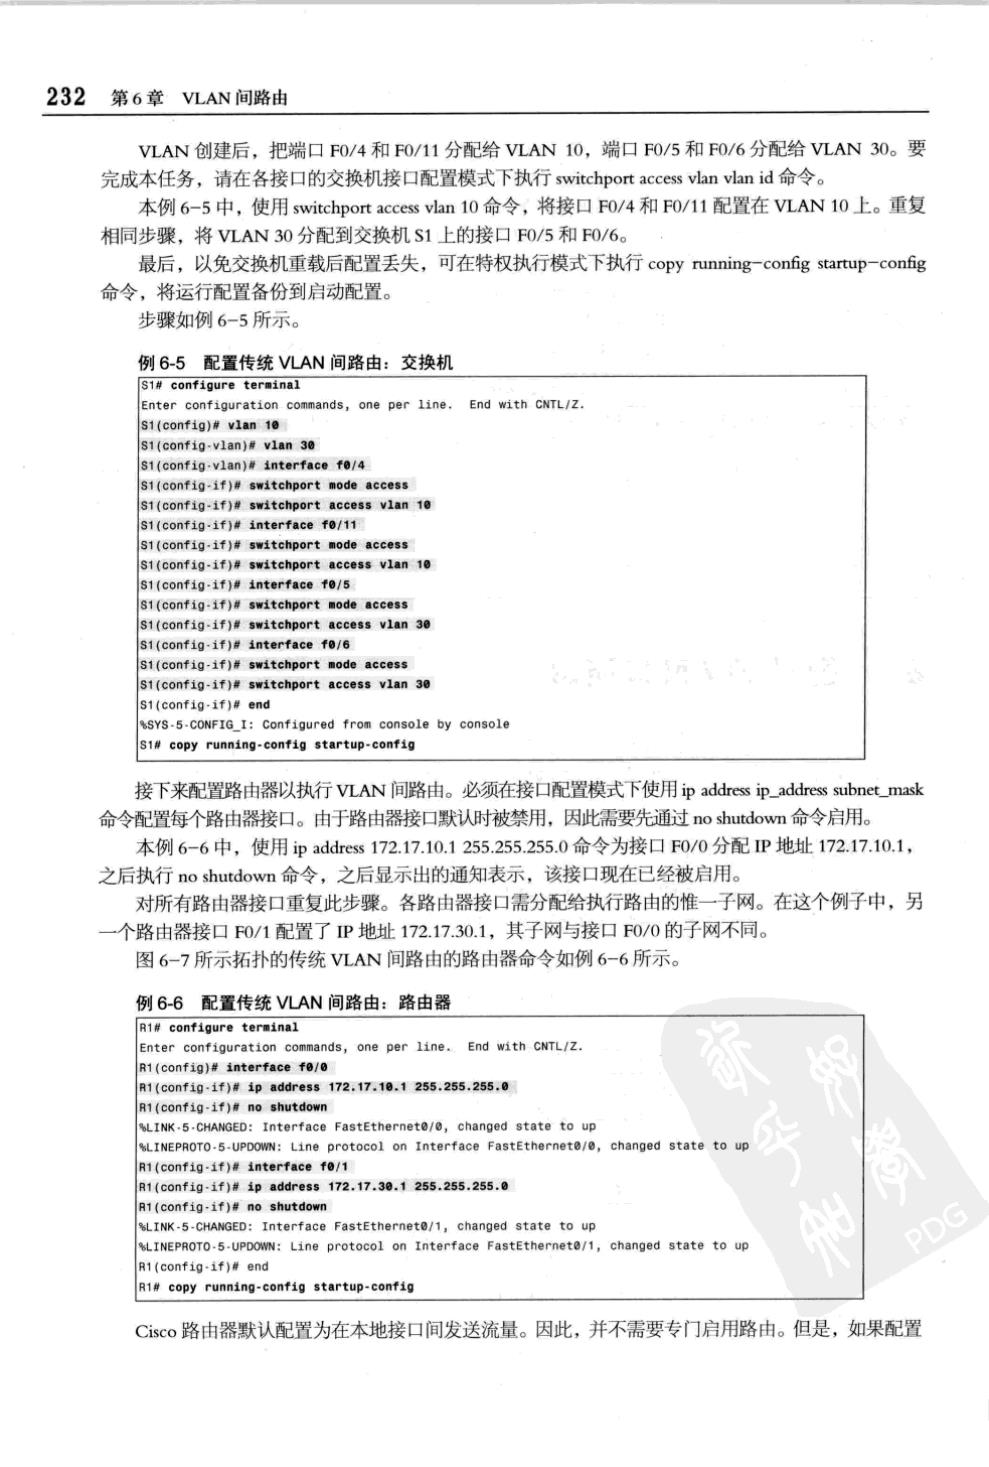 232 第6章 VLAN 间路由
VLAN 创建后，把端口 F0/4 和 F0/11 分配给 VLAN 10，端口 F0/5 和 F0/6 分配给 VLAN 30。要
完成本任务，请在各接口的交换机接口配置模式下执行 switchport access vlan vlan id 命令。
本例 6-5 中，使用 switchport access vlan 10 命令，将接口 F0/4 和 F0/11 配置在 VLAN 10 上。重复
相同步骤，将 VLAN 30 分配到交换机 S1 上的接口 F0/5 和 F0/6。
最后，以免交换机重载后配置丢失，可在特权执行模式下执行 copy running-config startup-config
命令，将运行配置备份到启动配置。
步骤如例 6-5 所示。
例 6-5 配置传统 VLAN 间路由：交换机
S1# configure terminal
Enter configuration commands, one per line. End with CNTL/Z.
S1(config)# vlan 10
S1(config-vlan)# vlan 30
S1(config-vlan)# interface f0/4
S1(config-if)# switchport mode access
S1(config-if)# switchport access vlan 10
S1(config-if)# interface f0/11
S1(config-if)# switchport mode access
S1(config-if)# switchport access vlan 10
S1(config-if)# interface f0/5
S1(config-if)# switchport mode access
S1(config-if)# switchport access vlan 30
S1(config-if)# interface f0/6
S1(config-if)# switchport mode access
S1(config-if)# switchport access vlan 30
S1(config-if)# end
%SYS-5-CONFIG_I: Configured from console by console
S1# copy running-config startup-config
接下来配置路由器以执行 VLAN 间路由。必须在接口配置模式下使用 ip address ip_address subnet_mask
命令配置每个路由器接口。由于路由器接口默认时被禁用，因此需要先通过 no shutdown 命令启用。
本例 6-6 中，使用 ip address 172.17.10.1 255.255.255.0 命令为接口 F0/0 分配 IP 地址 172.17.10.1，
之后执行 no shutdown 命令，之后显示出的通知表示，该接口现在已经被启用。
对所有路由器接口重复此步骤。各路由器接口需分配给执行路由的惟一子网。在这个例子中，另
一个路由器接口 F0/1 配置了 IP 地址 172.17.30.1，其子网与接口 F0/0 的子网不同。
图 6-7 所示拓扑的传统 VLAN 间路由的路由器命令如例 6-6 所示。
例 6-6 配置传统 VLAN 间路由：路由器
R1# configure terminal
Enter configuration commands, one per line. End with CNTL/Z.
R1(config)# interface f0/0
R1(config-if)# ip address 172.17.10.1 255.255.255.0
R1(config-if)# no shutdown
%LINK-5-CHANGED: Interface FastEthernet0/0, changed state to up
%LINEPROTO-5-UPDOWN: Line protocol on Interface FastEthernet0/0, changed state to up
R1(config-if)# interface f0/1
R1(config-if)# ip address 172.17.30.1 255.255.255.0
R1(config-if)# no shutdown
%LINK-5-CHANGED: Interface FastEthernet0/1, changed state to up
%LINEPROTO-5-UPDOWN: Line protocol on Interface FastEthernet0/1, changed state to up
R1(config-if)# end
R1# copy running-config startup-config
PDG
Cisco 路由器默认配置为在本地接口间发送流量。因此，并不需要专门启用路由。但是，如果配置